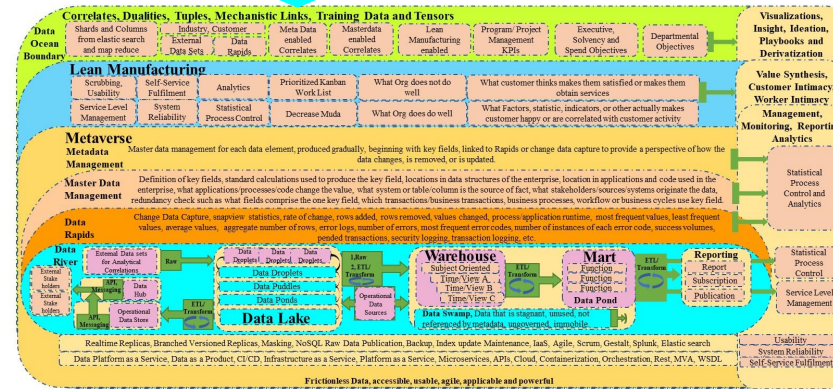 Correlates, Dualities, Tuples, Mechanistic Links, Training Data and Tensors
Data
Ocean
Boundary
Shards and Columns
from elastic search
and map reduce
Industry, Customer
External
Data Sets
Data
Rapids
Meta Data
enabled
Correlates
Masterdata
enabled
Correlates
Lean
Manufacturing
enabled
Program/ Project
Management
KPIs
Executive,
Solvency and
Spend Objectives
Departmental
Objectives
Visualizations,
Insight, Ideation,
Playbooks and
Derivatization
Lean Manufacturing
Scrubbing,
Usability
Self-Service
Fulfilment
Analytics
Prioritized Kanban
Work List
What Org does not do
well
What customer thinks makes them satisfied or makes them
obtain services
Service Level
Management
System
Reliability
Statistical
Process Control
Decrease Muda
What Org does do well
What Factors, statistic, indicators, or other actually makes
customer happy or are correlated with customer activity
Value Synthesis,
Customer Intimacy,
Worker Intimacy
Management,
Monitoring, Reporting
Analytics
Metaverse
Metadata
Management
Master data management for each data element, produced gradually, beginning with key fields, linked to Rapids or change data capture to provide a perspective of how the
data changes, is removed, or is updated.
Master Data
Management
Definition of key fields, standard calculations used to produce the key field, locations in data structures of the enterprise, location in applications and code used in the
enterprise, what applications/processes/code change the value, what system or table/column is the source of fact, what stakeholders/sources/systems originate the data,
redundancy check such as what fields comprise the one key field, which transactions/business transactions, business processes, workflow or business cycles use key field.
Statistical
Process
Control and
Analytics
Data
Rapids
Change Data Capture, snapview statistics, rate of change, rows added, rows removed, values changed, process/application runtime, most frequent values, least frequent
values, average values, aggregate number of rows, error logs, number of errors, most frequent error codes, number of instances of each code, success volumes,
pended transactions, security logging, transaction logging, etc.
Data
River
External Data sets
for Analytical
Correlations
Raw
External
Stake
holders
External
Stake
holders
API,
Messaging
Data
Hub
API,
Messaging
Operational
Data Store
ETL/
Transform
Data
Droplets
Data
Droplets
Data
Droplets
Data Droplets
Data Puddles
Data Ponds
Data Lake
1,Raw
2, ETL/
Transform
Operational
Data
Sources
Warehouse
Subject Oriented
Time/View A
Time/View B
Time/View C
ETL/
Transform
Mart
Function
Function
Function
Data Pond
ETL/
Transform
Reporting
Report
Subscription
Publication
Statistical
Process
Control
Service Level
Management
Data Swamp, Data that is stagnant, unused, not
referenced by metadata, ungoverned, immobile
Realtime Replicas, Branched Versioned Replicas, Masking, NoSQL Raw Data Publication, Backup, Index update Maintenance, IaaS, Agile, Scrum, Gestalt, Splunk, Elastic search
Data Platform as a Service, Data as a Product, CI/CD, Infrastructure as a Service, Platform as a Service, Microservices, APIs, Cloud, Containerization, Orchestration, Rest, MVA, WSDL
Usability
System Reliability
Self-Service Fulfilment
Frictionless Data, accessible, usable, agile, applicable and powerful